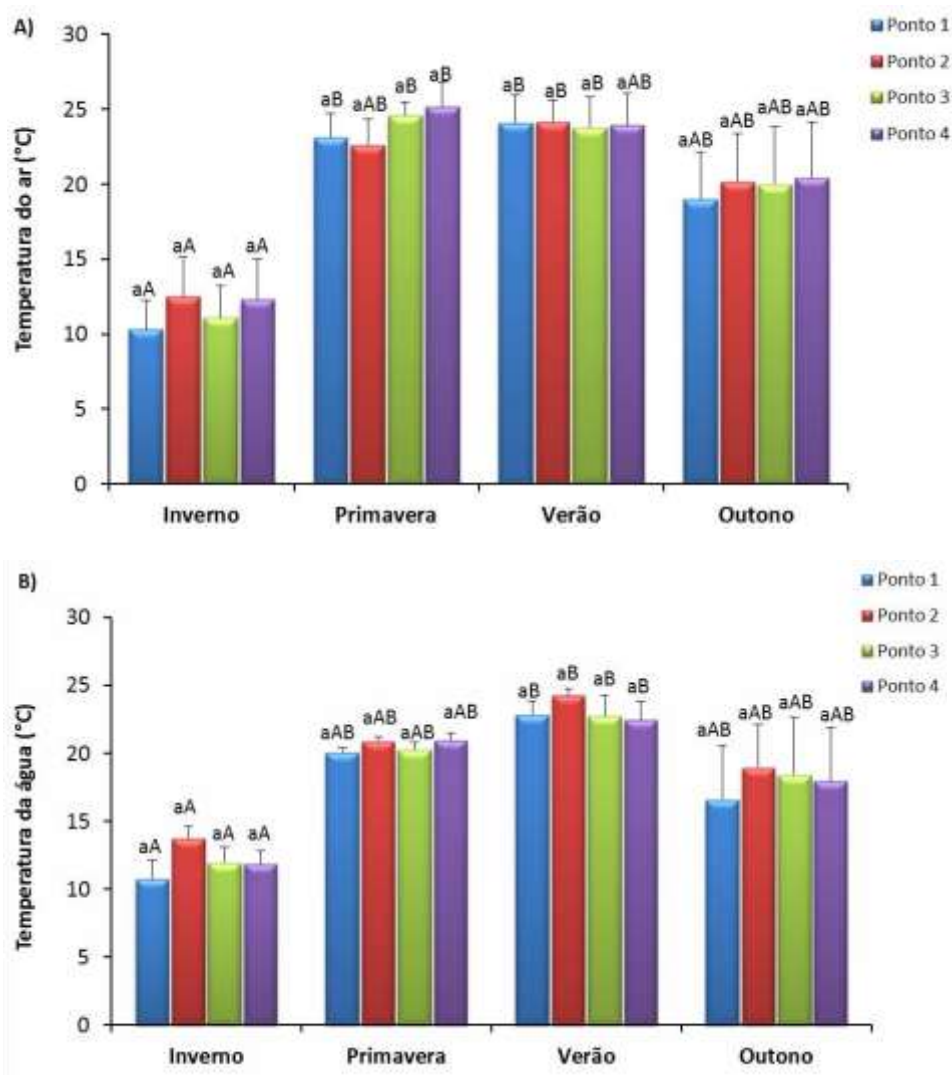 A)
Temperatura do ar (°C)
30
25
20
15
10
5
0
aA aA aA aA
aB aAB aB aB
aB aB aB aAB
aAB aAB aAB aAB
Inverno Primavera Verão Outono
Ponto 1
Ponto 2
Ponto 3
Ponto 4
B)
Temperatura da água (°C)
30
25
20
15
10
5
0
aA aA aA aA
aAB aAB aAB aAB
aB aB aB aB
aAB aAB aAB aAB
Inverno Primavera Verão Outono
Ponto 1
Ponto 2
Ponto 3
Ponto 4